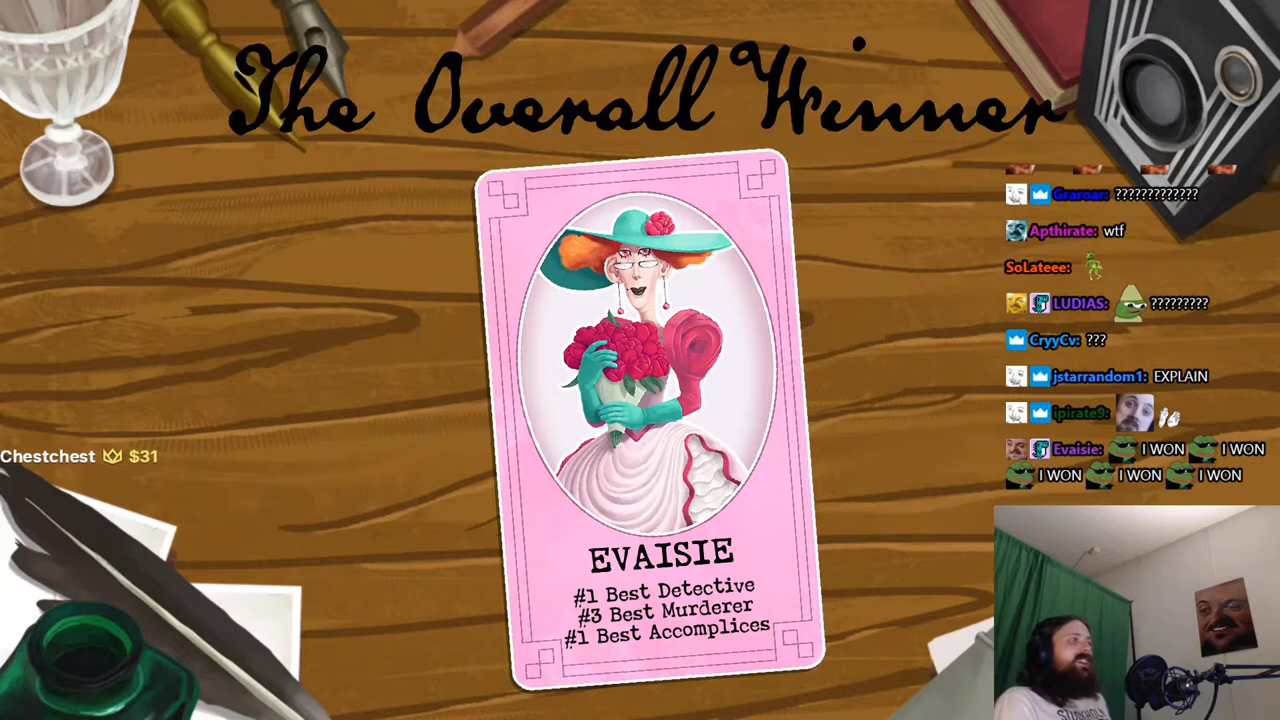 The Overall Winner
Graroar: ?????????????
Apthirate: wtf
SoLateee:
LUDIAS: ?????????
CryyCv: ???
jstarrandom1: EXPLAIN
ipirate9:
Evaisie: I WON I WON
I WON I WON I WON
Chestchest $31
EVAISIE
#1 Best Detective
#3 Best Murderer
#1 Best Accomplices